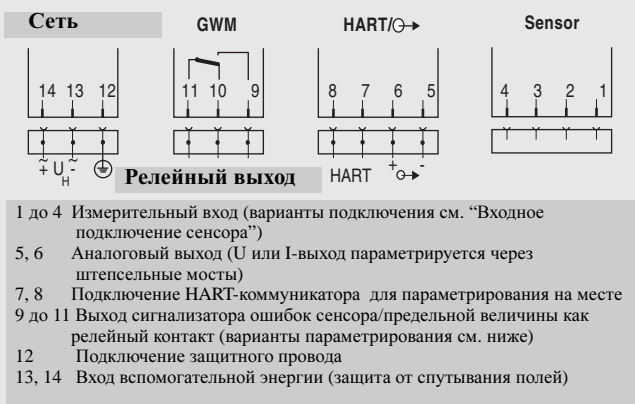 Сеть GWM HART/ Sensor
14 13 12 11 10 9 8 7 6 5 4 3 2 1
~ ~
+ U H - + -
Релейный выход HART
1 до 4 Измерительный вход (варианты подключения см. “Входное
подключение сенсора”)
5, 6 Аналоговый выход (U или I-выход параметрируется через
штепсельные мосты)
7, 8 Подключение HART-коммуникатора для параметрирования на месте
9 до 11 Выход сигнализатора ошибок сенсора/предельной величины как
релейный контакт (варианты параметрирования см. ниже)
12 Подключение защитного провода
13, 14 Вход вспомогательной энергии (защита от спутывания полей)